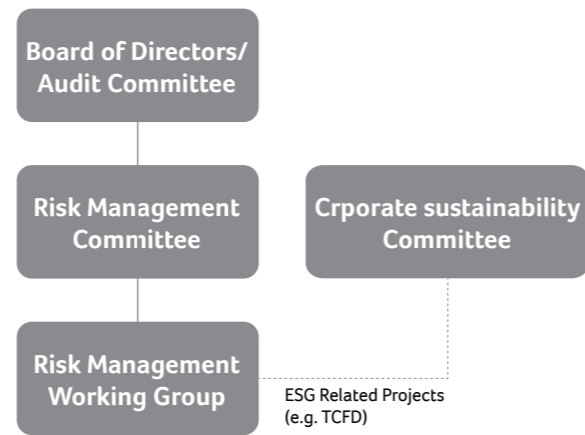 Board of Directors/
Audit Committee
Risk Management
Committee
Crporate sustainability
Committee
Risk Management
Working Group
ESG Related Projects
(e.g. TCFD)